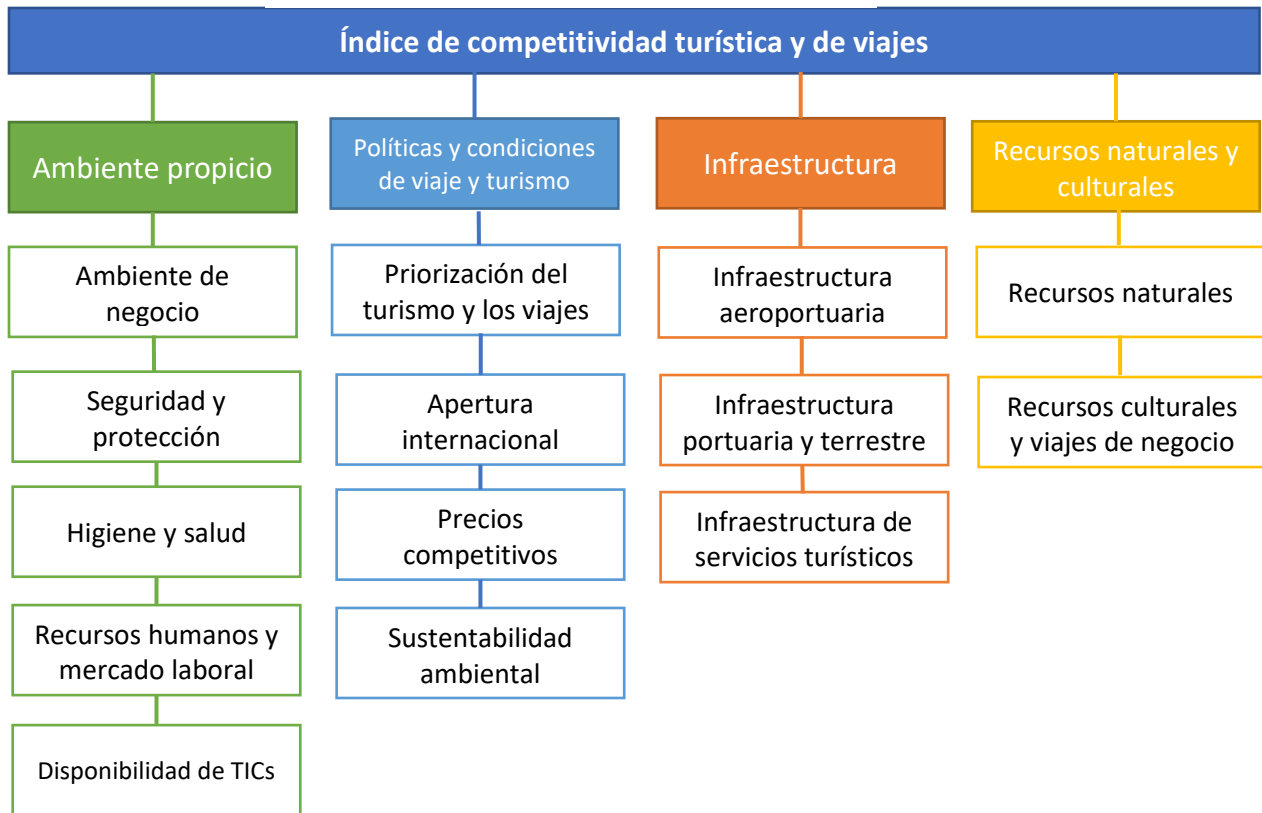 Índice de competitividad turística y de viajes
Ambiente propicio
Ambiente de
negocio
Seguridad y
protección
Higiene y salud
Recursos humanos y
mercado laboral
Disponibilidad de TICs
Políticas y condiciones
de viaje y turismo
Priorización del
turismo y los viajes
Apertura
internacional
Precios
competitivos
Sustentabilidad
ambiental
Infraestructura
Infraestructura
aeroportuaria
Infraestructura
portuaria y terrestre
Infraestructura de
servicios turísticos
Recursos naturales y
culturales
Recursos naturales
Recursos culturales
y viajes de negocio